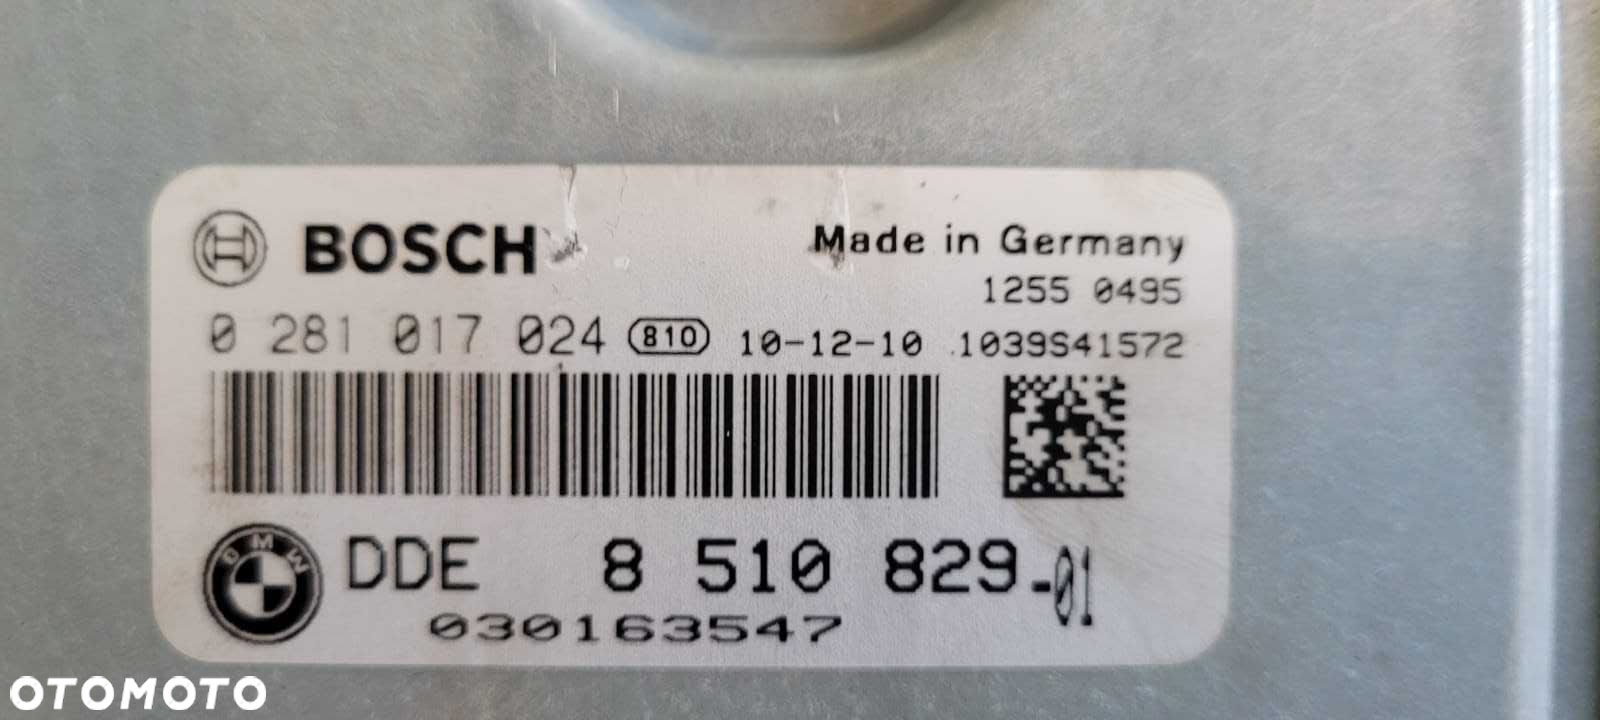 BOSCH
Made in Germany
1255 0495
0 281 017 024 810 10-12-10 .1039S41572
BMW DDE 8 510 829-01
030163547
OTOMOTO